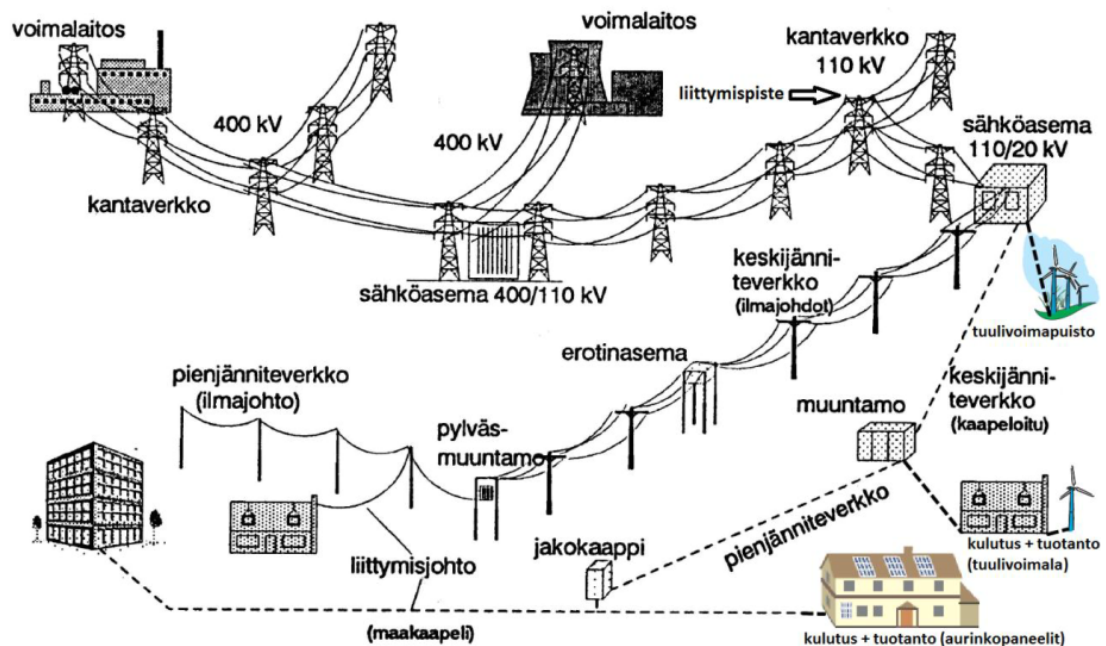 voimalaitos
voimalaitos
kantaverkko
110 kV
liittymispiste
400 kV
400 kV
sähköasema
110/20 kV
kantaverkko
sähköasema 400/110 kV
keskijänni-
teverkko
(ilmajohdot)
tuulivoimapuisto
erotinasema
pienjänniteverkko
(ilmajohto)
keskijänni-
teverkko
(kaapeloitu)
muuntamo
pylväs-
muuntamo
pienjänniteverkko
jakokaappi
kulutus + tuotanto
(tuulivoimala)
liittymisjohto
(maakaapeli)
kulutus + tuotanto (aurinkopaneelit)